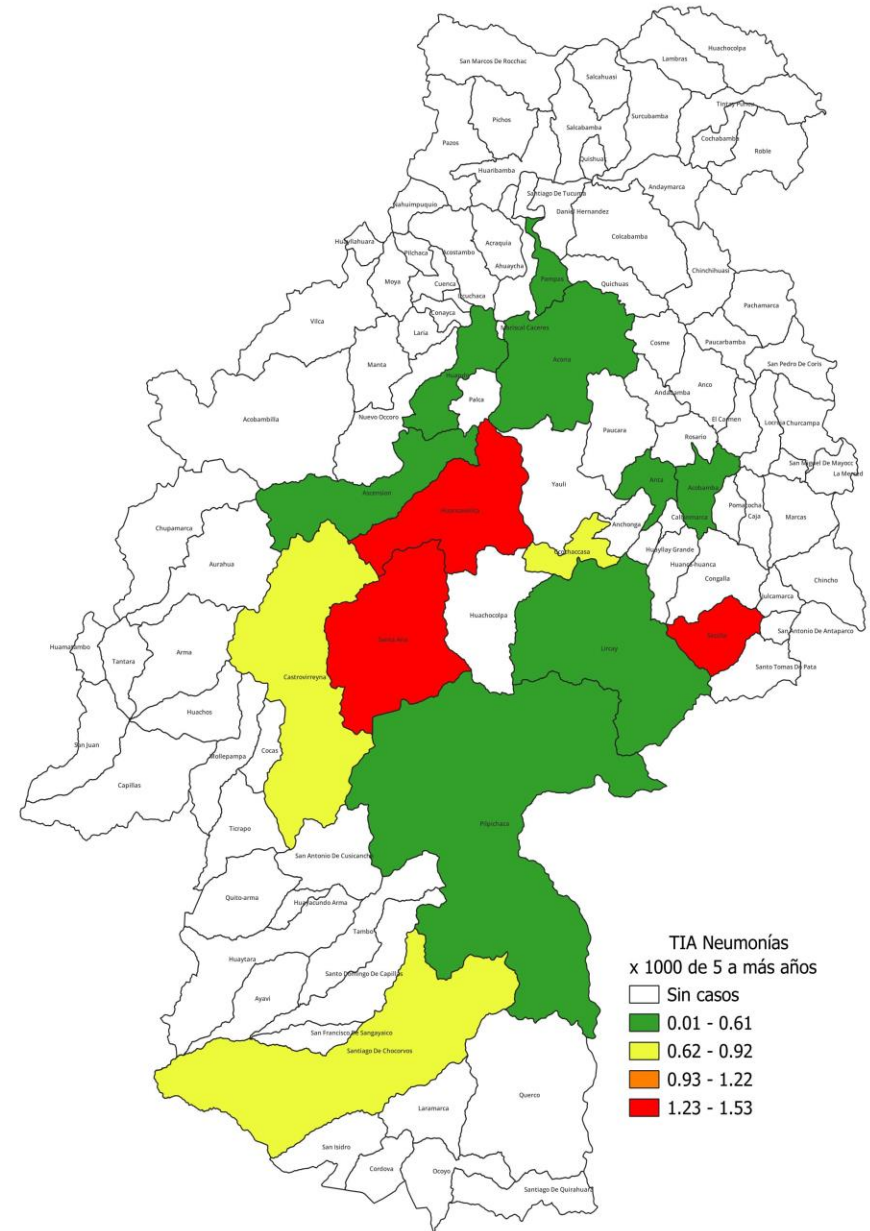 San Marcos De Rocchac
Huachocolpa
Lambras
Salcahuasi
Surcubamba
Pichos
Salcabamba
Cochabamba
Roble
Pazos
Quishuar
Huaribamba
Andaymarca
Santiago De Tucuma
Daniel Hernandez
Ñahuimpuquio
Colcabamba
Acraquia
Huayllahuara
Pilchaca
Acostambo
Ahuaycha
Chinchihuasi
Moya
Cuenca
Pampas
Quichuas
Izcuchaca
Pachamarca
Vilca
Conayca
Laria
Mariscal Caceres
Cosme
Paucarbamba
Acoria
San Pedro De Coris
Manta
Huando
Anco
Andabamba
Palca
Acobambilla
Nuevo Occoro
Paucara
El Carmen
Locroja
Churcampa
Rosario
San Miguel De Mayocc
La Merced
Yauli
Anta
Acobamba
Ascension
Pomacocha
Caja
Marcas
Chupamarca
Anchonga
Aurahua
Ccochaccasa
Huayllay Grande
Huanca-huanca
Congalla
Chincho
Huachocolpa
Julcamarca
Huamatambo
Tantara
Arma
Santa Ana
Secclla
San Antonio De Antaparco
Lircay
Santo Tomas De Pata
Castrovirreyna
Huachos
San Juan
Mollepampa
Cocas
Capillas
Pilpichaca
Ticrapo
San Antonio De Cusicancha
Quito-arma
Huayacundo Arma
Tambo
Huaytara
Santo Domingo De Capillas
Ayavi
San Francisco De Sangayaico
Santiago De Chocorvos
Querco
Laramarca
San Isidro
Cordova
Ocoyo
Santiago De Quirahuara
TIA Neumonías
x 1000 de 5 a más años
Sin casos
0.01 - 0.61
0.62 - 0.92
0.93 - 1.22
1.23 - 1.53